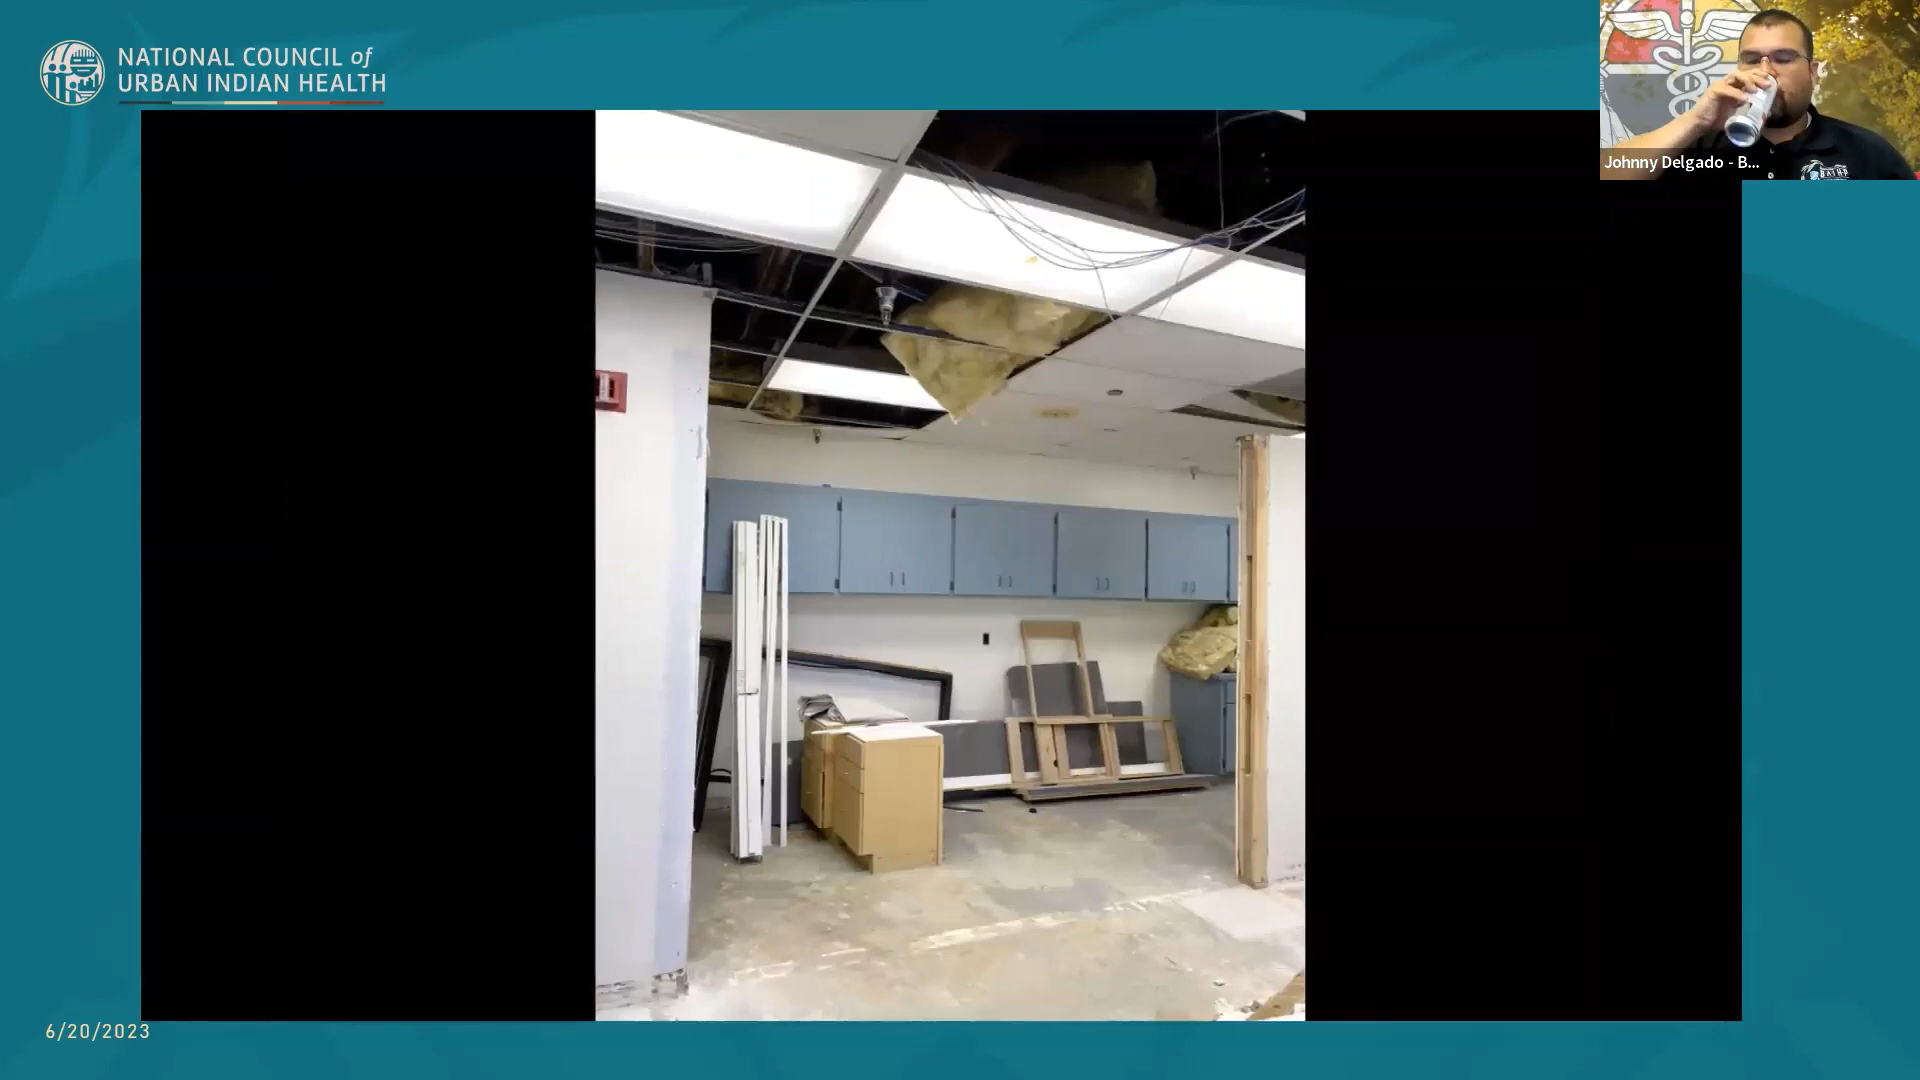 NATIONAL COUNCIL of
URBAN INDIAN HEALTH
Johnny Delgado - B...
6/20/2023